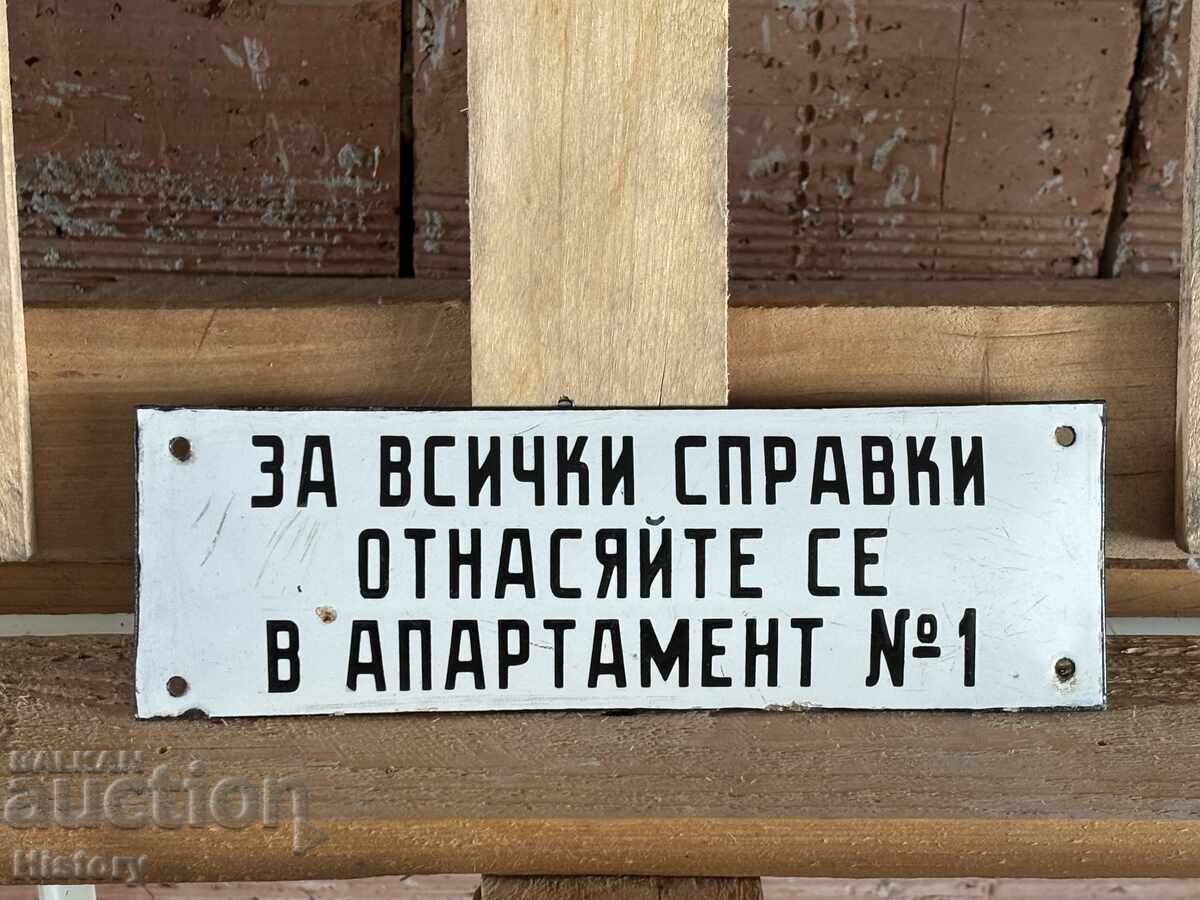 ЗА ВСИЧКИ СПРАВКИ
ОТНАСЯЙТЕ СЕ
В АПАРТАМЕНТ №1
BALKAN
auction
History